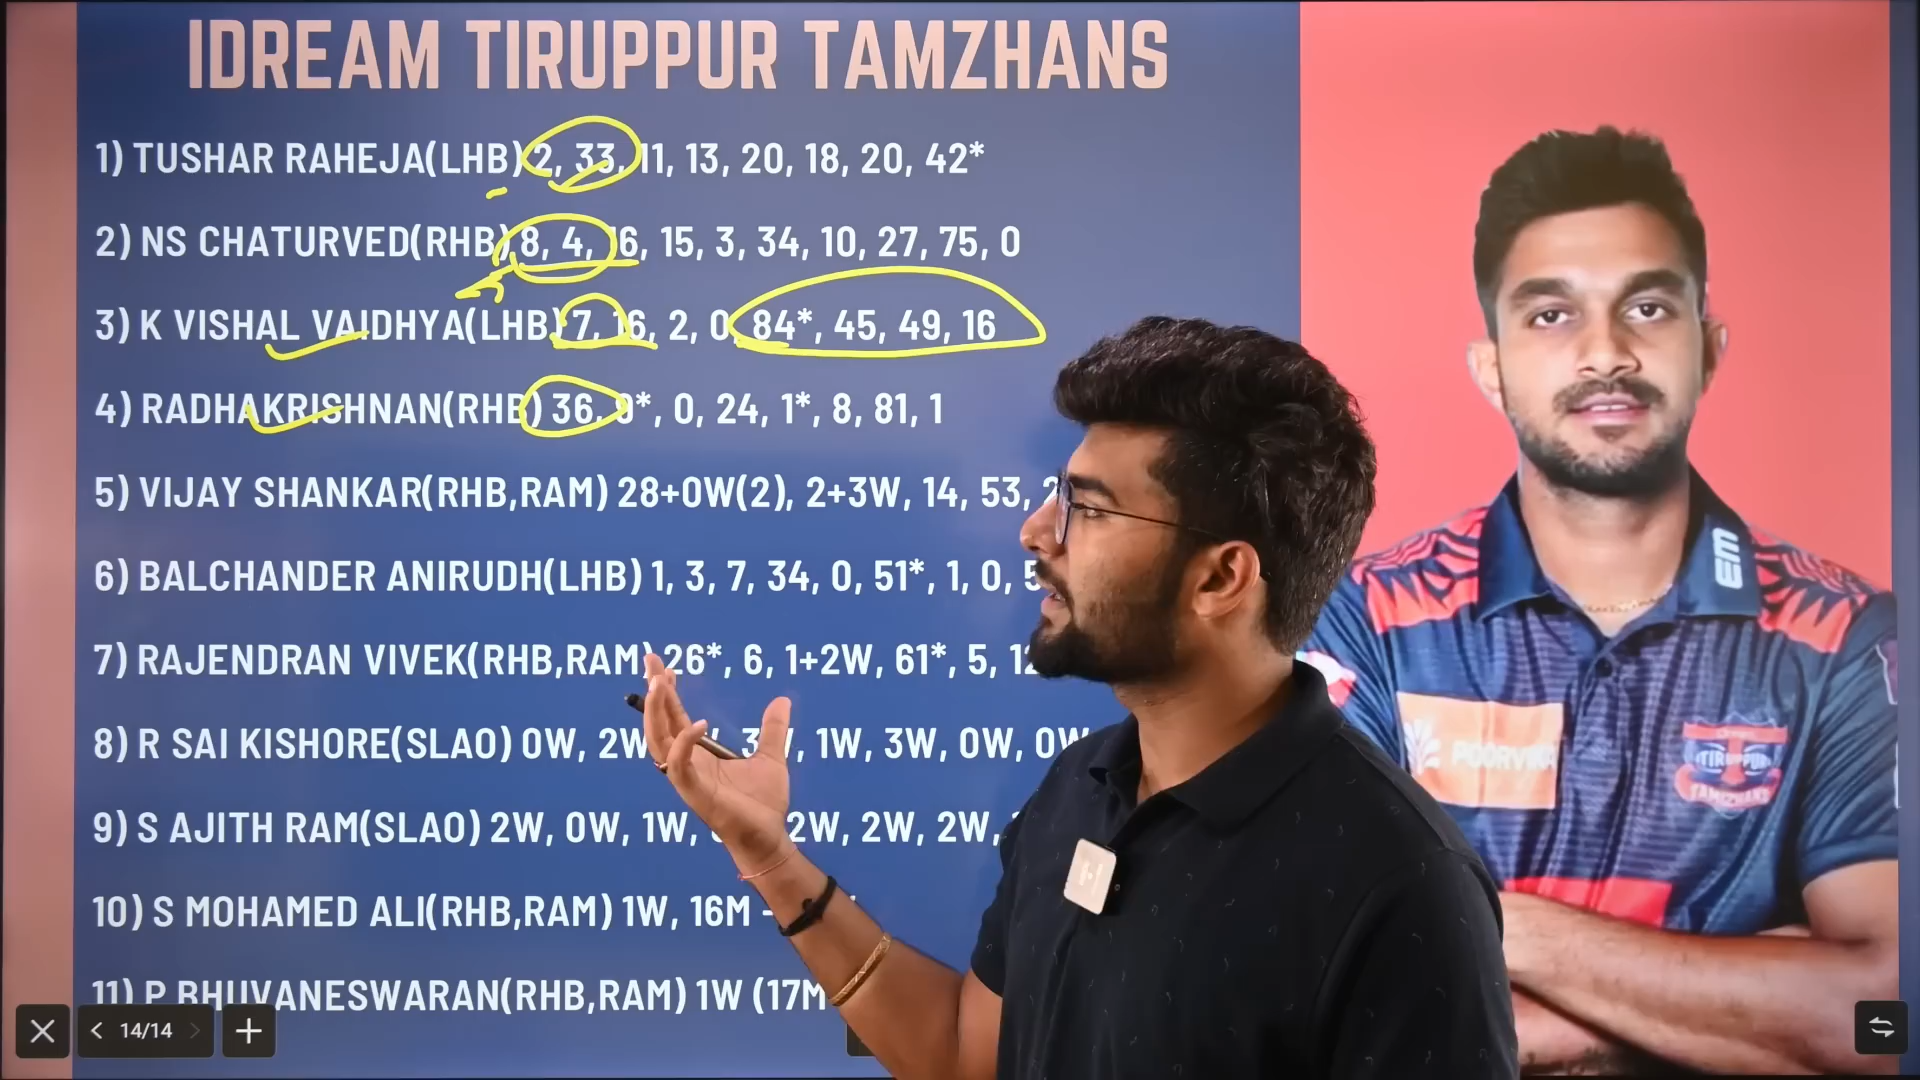 IDREAM TIRUPPUR TAMZHANS
1) TUSHAR RAHEJA(LHB) 2, 33, 11, 13, 20, 18, 20, 42*
2) NS CHATURVED(RHB) 8, 4, 16, 15, 3, 34, 10, 27, 75, 0
3) K VISHAL VAIDHYA(LHB) 7, 16, 2, 0, 84*, 45, 49, 16
4) RADHAKRISHNAN(RHB) 36, 9*, 0, 24, 1*, 8, 81, 1
5) VIJAY SHANKAR(RHB,RAM) 28+0W(2), 2+3W, 14, 53,
6) BALCHANDER ANIRUDH(LHB) 1, 3, 7, 34, 0, 51*, 1, 0,
7) RAJENDRAN VIVEK(RHB,RAM) 26*, 6, 1+2W, 61*, 5,
8) R SAI KISHORE(SLAO) 0W, 2W, 1W, 3W, 0W, 0W
9) S AJITH RAM(SLAO) 2W, 0W, 1W, 2W, 2W, 2W,
10) S MOHAMED ALI(RHB,RAM) 1W, 16M -
11) P BHUVANESWARAN(RHB,RAM) 1W (17M
14/14
EM
POORVIKA
TIRUPPUR
TAMIZHANS